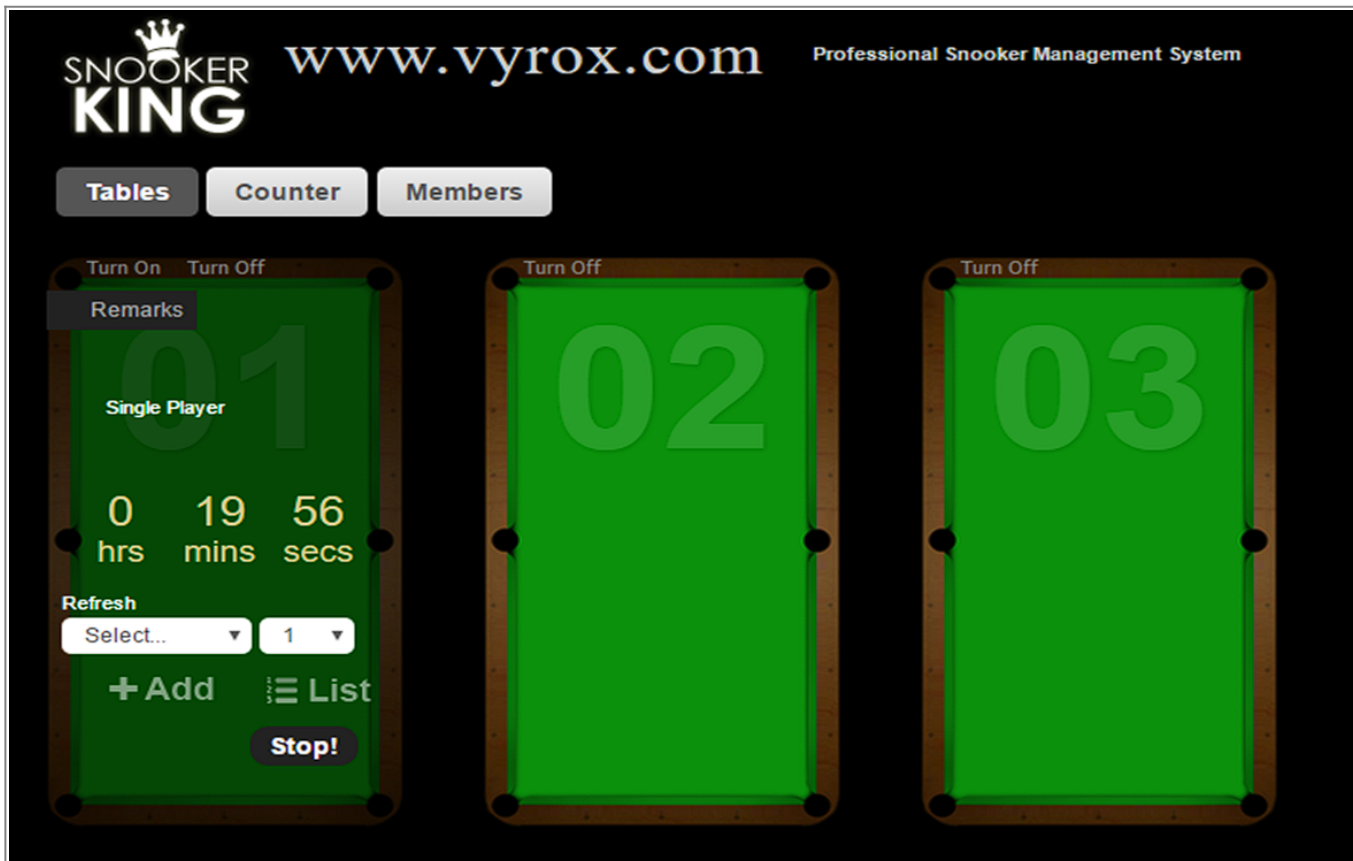 SNOOKER
KING
www.vyrox.com
Professional Snooker Management System
Tables
Counter
Members
Turn On
Turn Off
Remarks
01
Single Player
0 19 56
hrs mins secs
Refresh
Select...
1
Add
List
Stop!
Turn Off
02
Turn Off
03